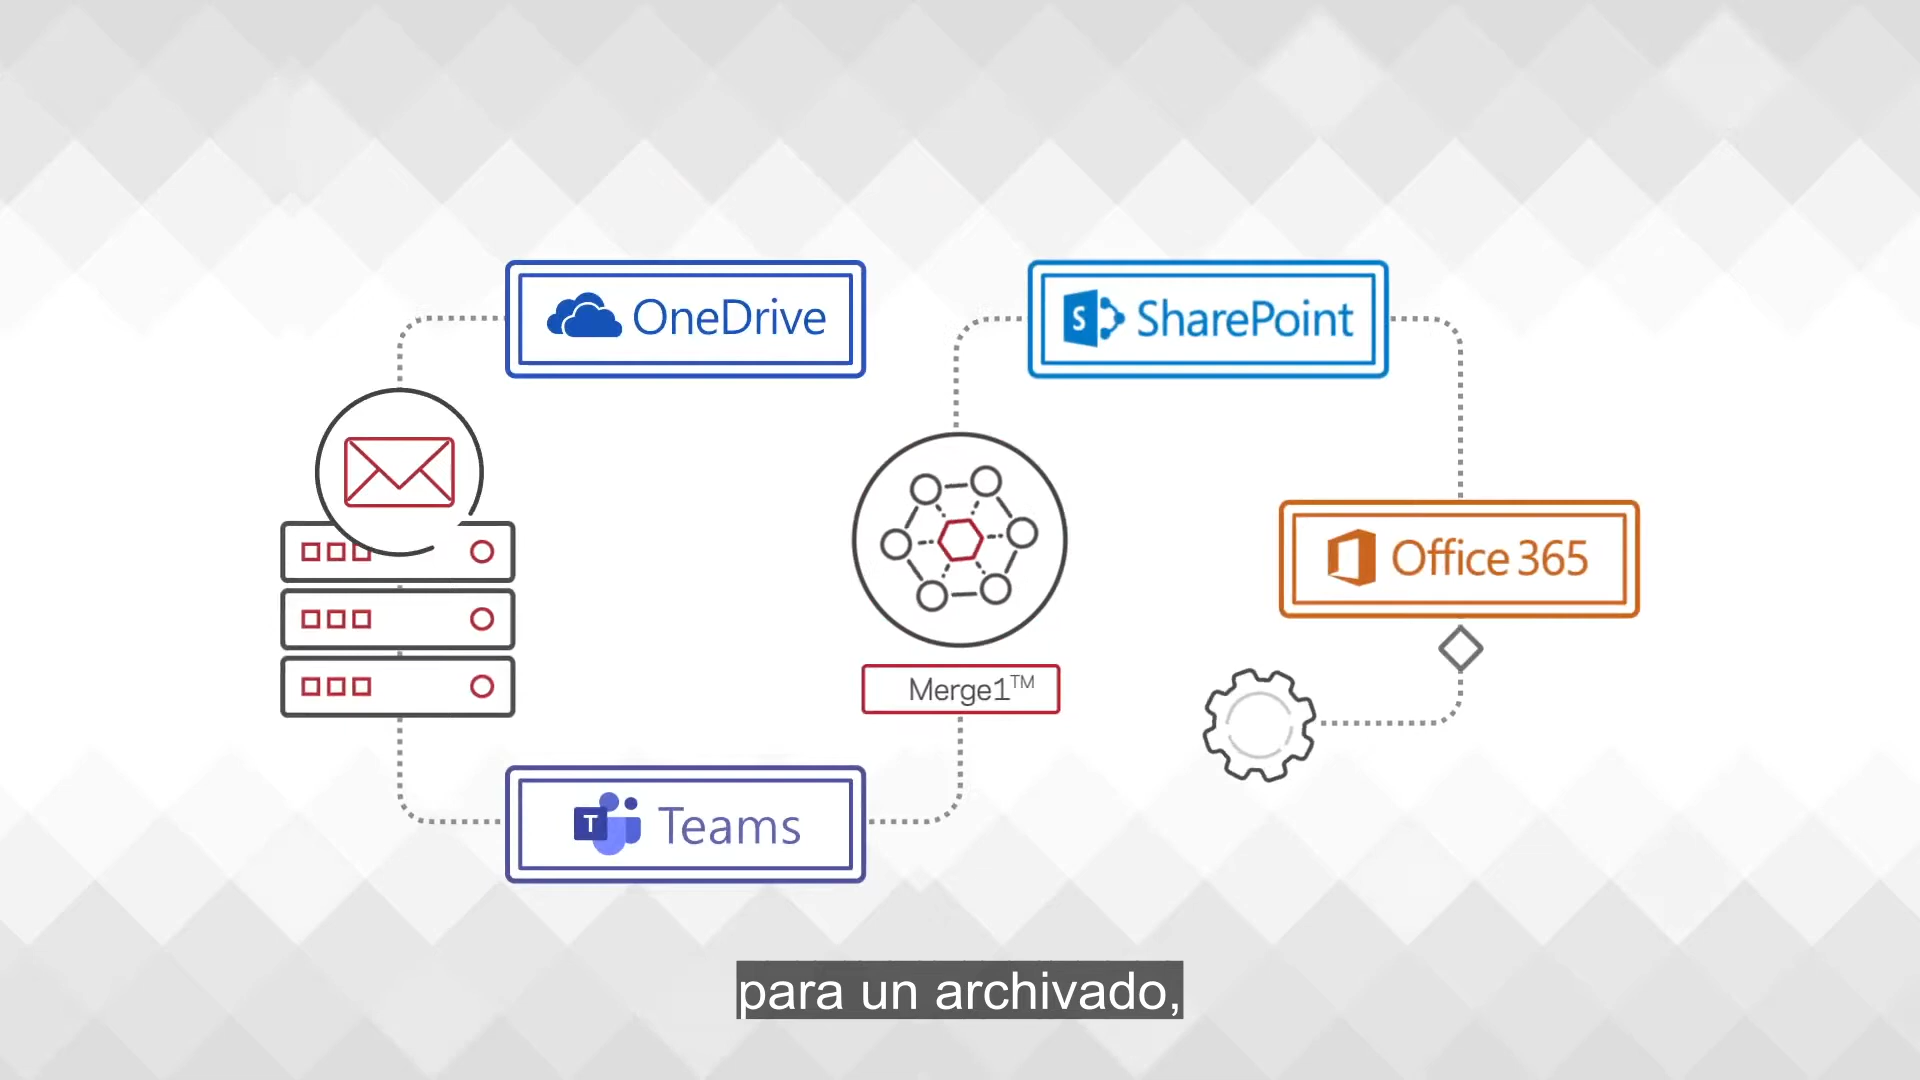 OneDrive
S SharePoint
Office 365
Merge1™
T Teams
para un archivado,